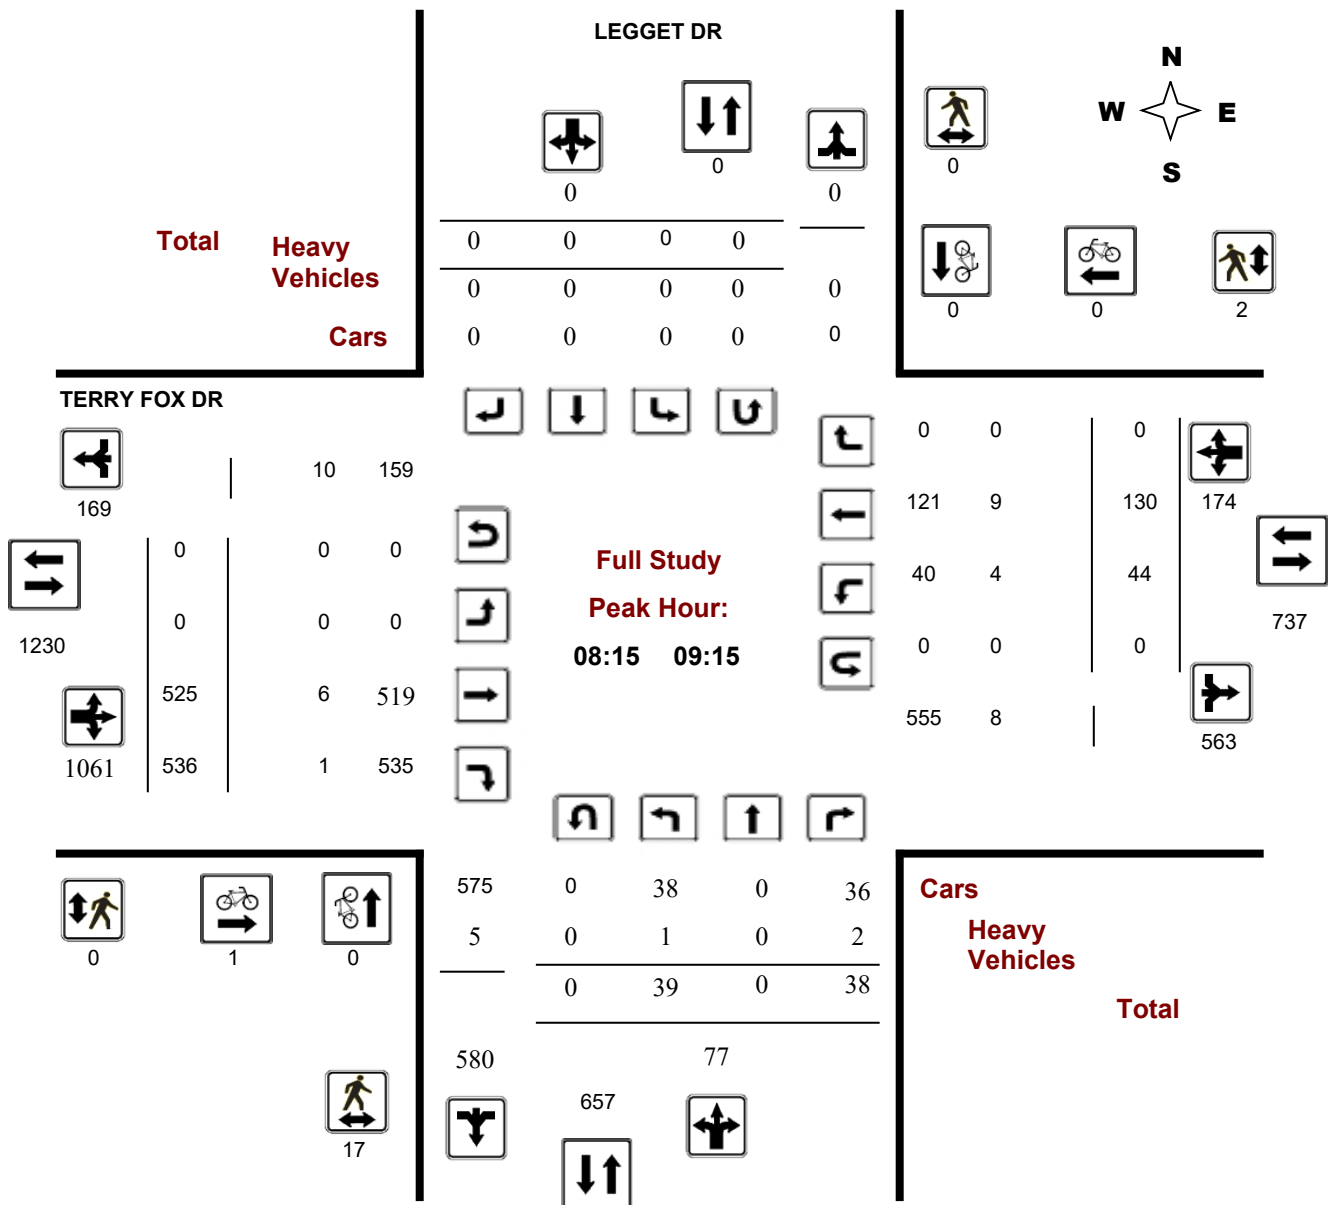 LEGGET DR
N
W E
S
0
0
0 0
0
Total Heavy
Vehicles
0 0 0 0
0 0 0 0 0
0 0 2
Cars 0 0 0 0 0
TERRY FOX DR
0 0 0
10 159
169
121 9 130 174
0 0 0
Full Study
40 4 44
Peak Hour:
0 0 0
737
1230
08:15 09:15
0 0 0
525 6 519
555 8
563
1061 536 1 535
575 0 38 0 36
Cars
5 0 1 0 2
Heavy
Vehicles
0 1 0
0 39 0 38
Total
580 77
657
17